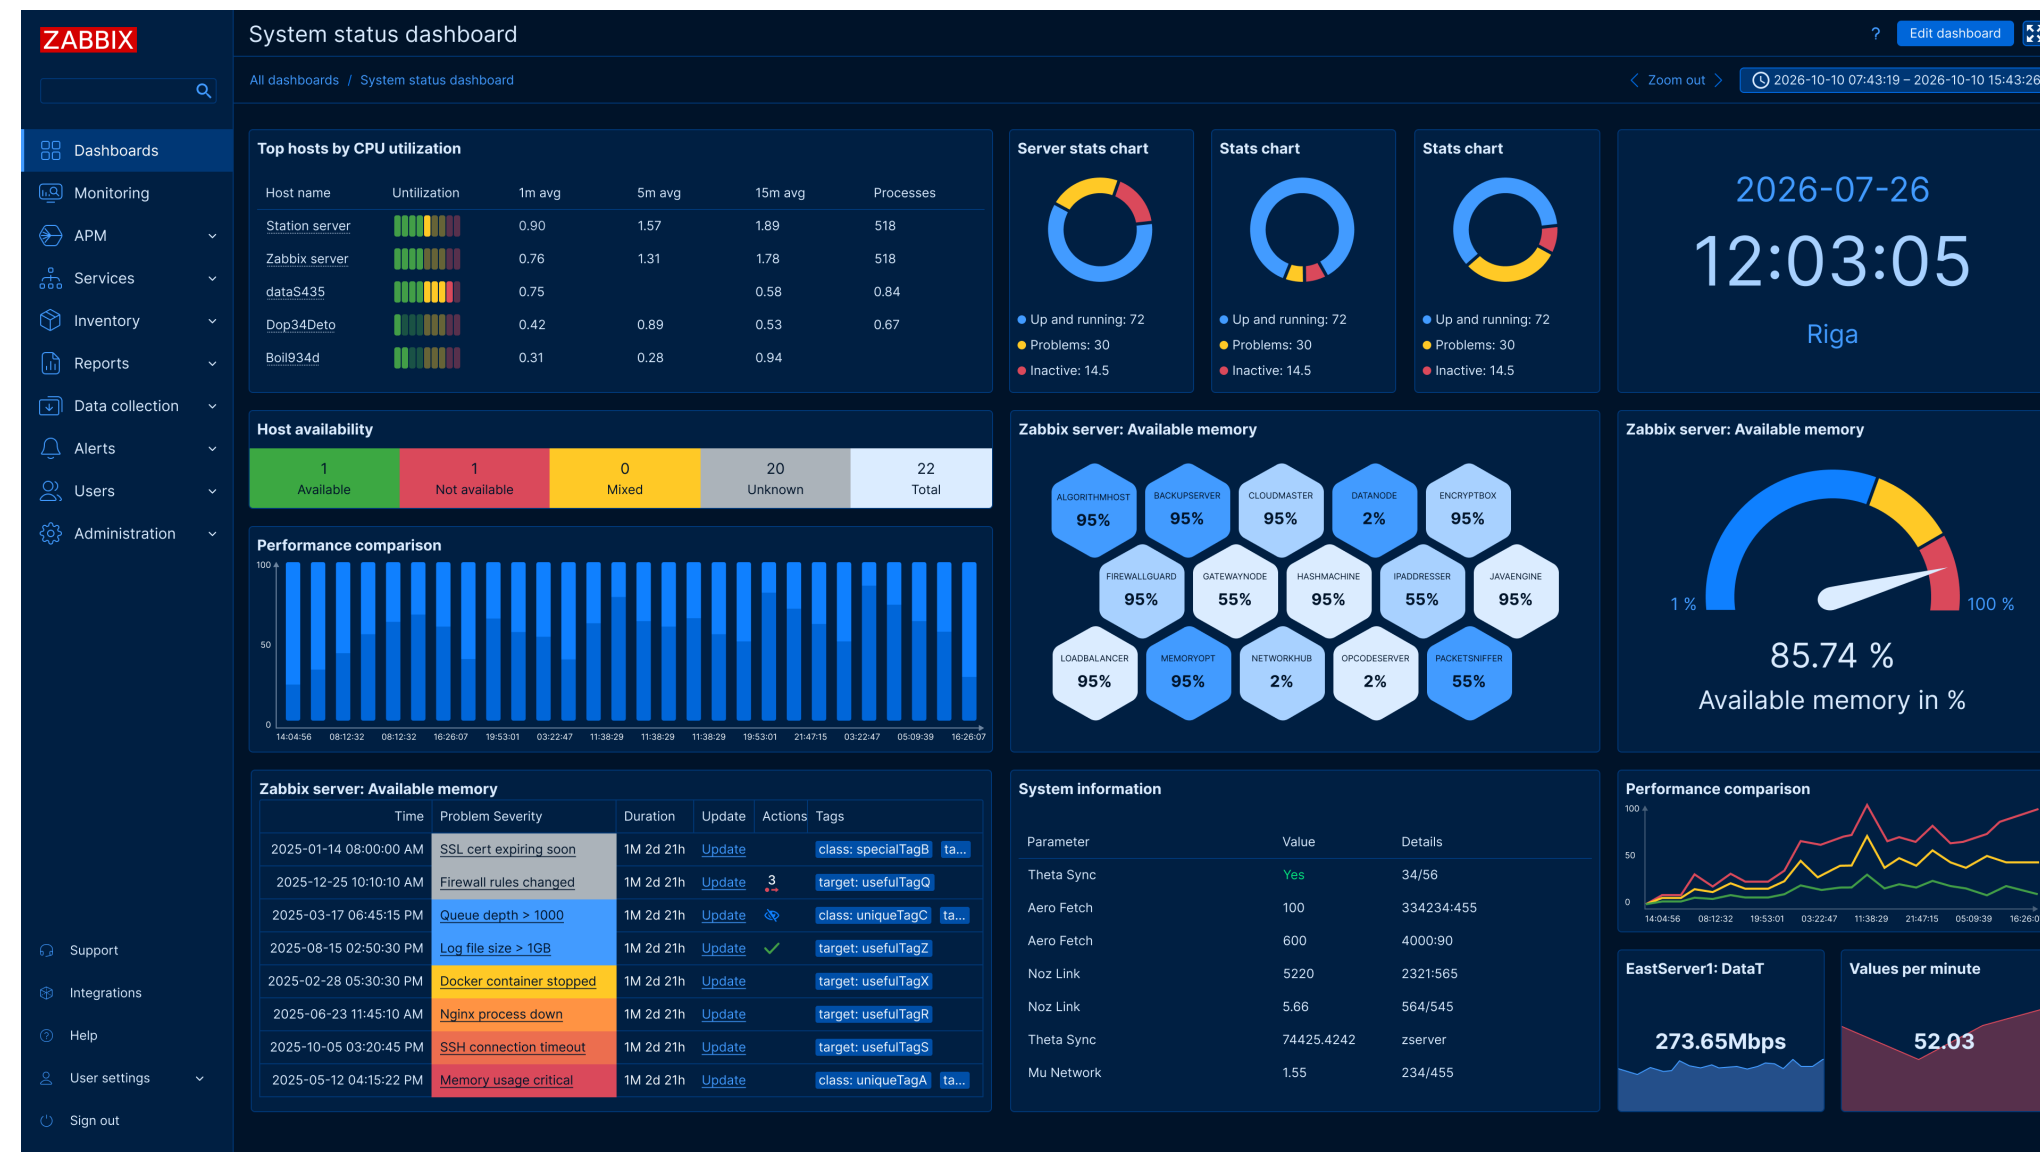 ZABBIX
System status dashboard
? Edit dashboard
All dashboards / System status dashboard
Zoom out
2026-10-10 07:43:19 – 2026-10-10 15:43:26
Dashboards
Monitoring
APM
Services
Inventory
Reports
Data collection
Alerts
Users
Administration
Support
Integrations
Help
User settings
Sign out
Top hosts by CPU utilization
Host name Untilization 1m avg 5m avg 15m avg Processes
Station server 0.90 1.57 1.89 518
Zabbix server 0.76 1.31 1.78 518
dataS435 0.75 0.58 0.84
Dop34Deto 0.42 0.89 0.53 0.67
Boil934d 0.31 0.28 0.94
Server stats chart
Up and running: 72
Problems: 30
Inactive: 14.5
Stats chart
Up and running: 72
Problems: 30
Inactive: 14.5
Stats chart
Up and running: 72
Problems: 30
Inactive: 14.5
2026-07-26
12:03:05
Riga
Host availability
1 1 0 20 22
Available Not available Mixed Unknown Total
Performance comparison
100
50
0
14:04:56 08:12:32 08:12:32 16:26:07 19:53:01 03:22:47 11:38:29 11:38:29 11:38:29 19:53:01 21:47:15 03:22:47 05:09:39 16:26:07
Zabbix server: Available memory
ALGORITHMHOST BACKUPSERVER CLOUDMASTER DATANODE ENCRYPTBOX
95% 95% 95% 2% 95%
FIREWALLGUARD GATEWAYNODE HASHMACHINE IPADDRESSER JAVAENGINE
95% 55% 95% 55% 95%
LOADBALANCER MEMORYOPT NETWORKHUB OPCODESERVER PACKETSNIFFER
95% 95% 2% 2% 55%
Zabbix server: Available memory
1 % 100 %
85.74 %
Available memory in %
Zabbix server: Available memory
Time Problem Severity Duration Update Actions Tags
2025-01-14 08:00:00 AM SSL cert expiring soon 1M 2d 21h Update class: specialTagB ta...
2025-12-25 10:10:10 AM Firewall rules changed 1M 2d 21h Update 3 target: usefulTagQ
2025-03-17 06:45:15 PM Queue depth > 1000 1M 2d 21h Update class: uniqueTagC ta...
2025-08-15 02:50:30 PM Log file size > 1GB 1M 2d 21h Update target: usefulTagZ
2025-02-28 05:30:30 PM Docker container stopped 1M 2d 21h Update target: usefulTagX
2025-06-23 11:45:10 AM Nginx process down 1M 2d 21h Update target: usefulTagR
2025-10-05 03:20:45 PM SSH connection timeout 1M 2d 21h Update target: usefulTagS
2025-05-12 04:15:22 PM Memory usage critical 1M 2d 21h Update class: uniqueTagA ta...
System information
Parameter Value Details
Theta Sync Yes 34/56
Aero Fetch 100 334234:455
Aero Fetch 600 4000:90
Noz Link 5220 2321:565
Noz Link 5.66 564/545
Theta Sync 74425.4242 zserver
Mu Network 1.55 234/455
Performance comparison
100
50
0
14:04:56 08:12:32 19:53:01 03:22:47 11:38:29 21:47:15 05:09:39 16:26:0
EastServer1: DataT
273.65Mbps
Values per minute
52.03